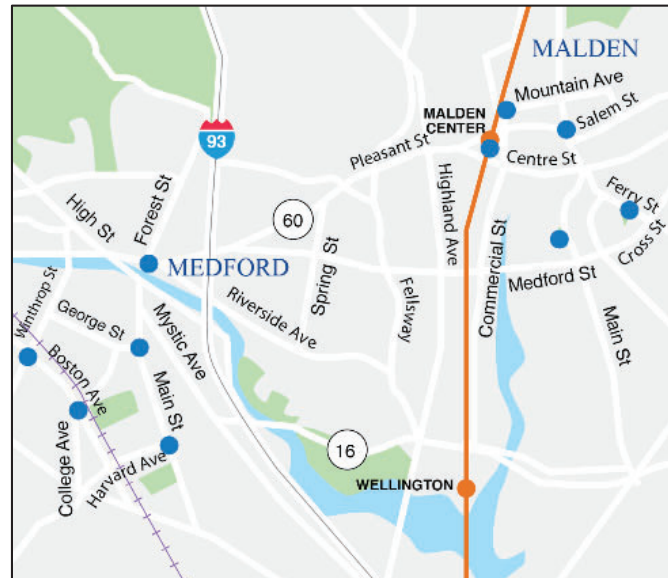 MALDEN
Mountain Ave
MALDEN
CENTER
Salem St
Pleasant St
Centre St
93
Forest St
High St
60
Highland Ave
Ferry St
Cross St
Commercial St
MEDFORD
Spring St
Medford St
Winthrop St
George St
Mystic Ave
Riverside Ave
Fellsway
Main St
Boston Ave
Main St
16
College Ave
Harvard Ave
WELLINGTON